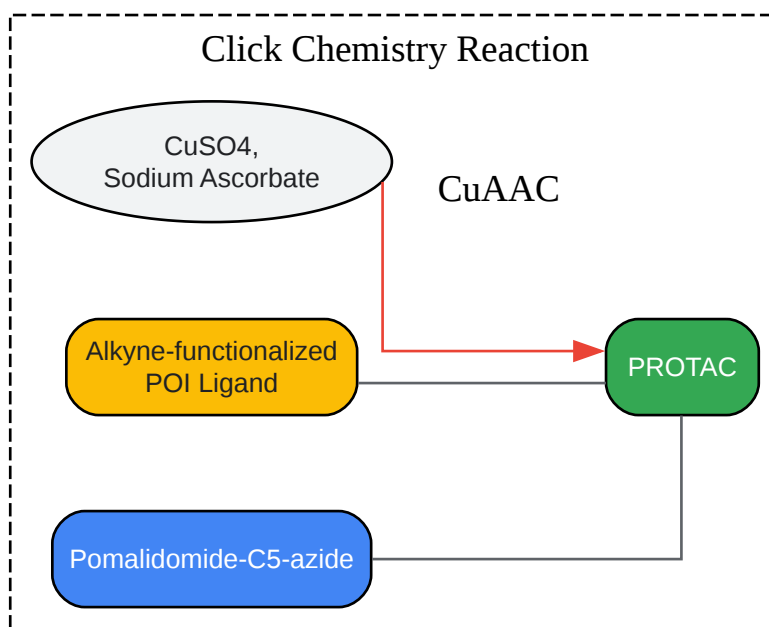 Click Chemistry Reaction
CuSO4,
Sodium Ascorbate
CuAAC
Alkyne-functionalized
POI Ligand
PROTAC
Pomalidomide-C5-azide